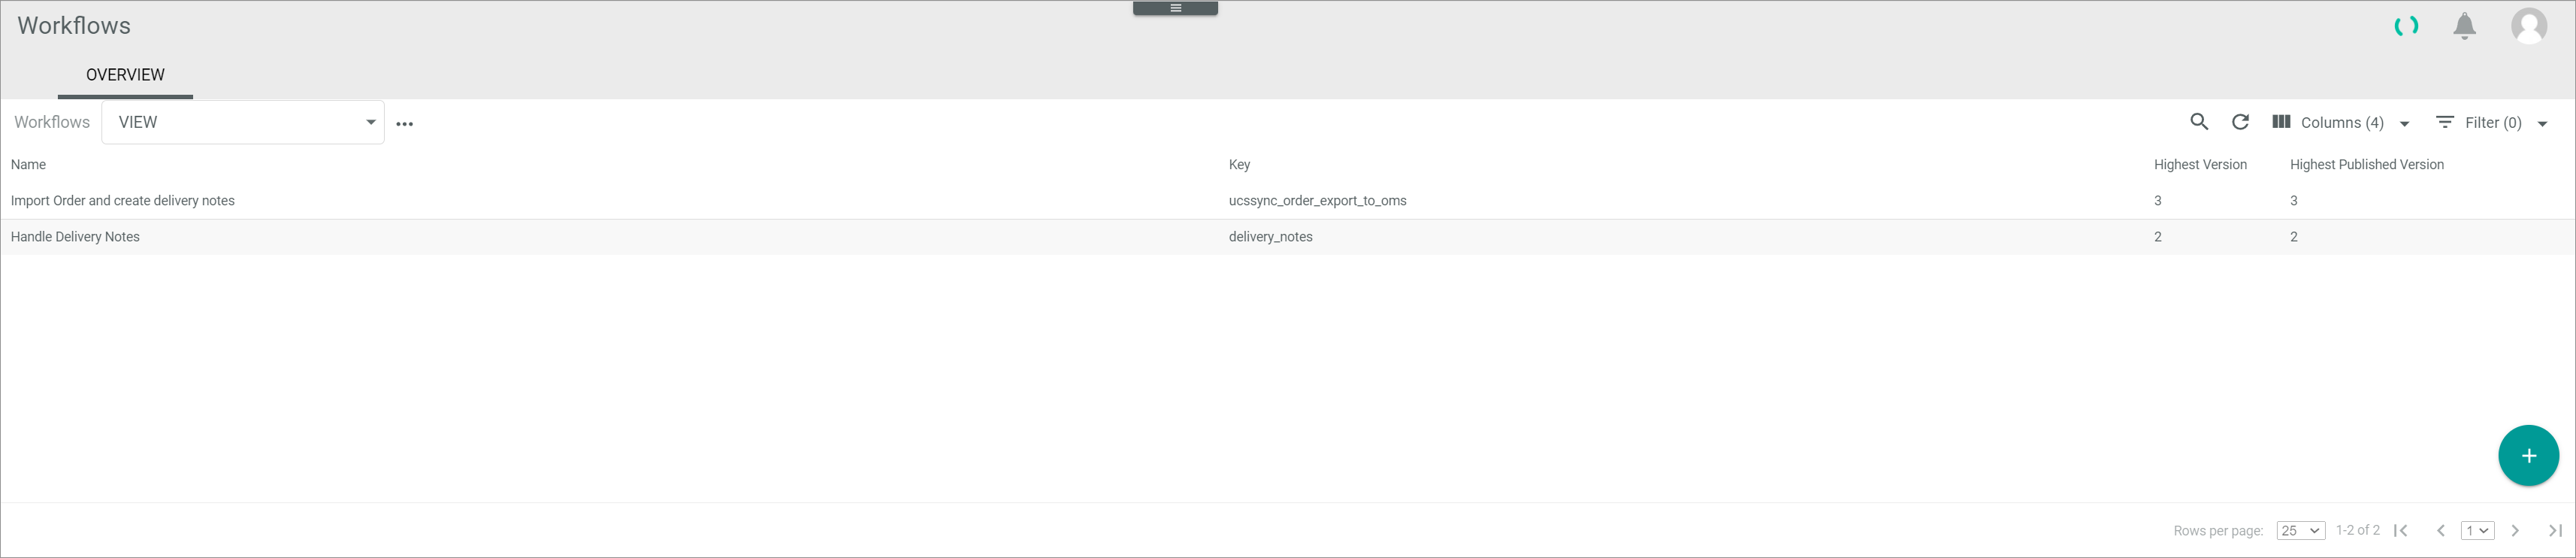 Workflows
OVERVIEW
Workflows VIEW Columns (4) Filter (0)
Name Key Highest Version Highest Published Version
Import Order and create delivery notes ucssync_order_export_to_oms 3 3
Handle Delivery Notes delivery_notes 2 2
Rows per page: 25 1-2 of 2 1